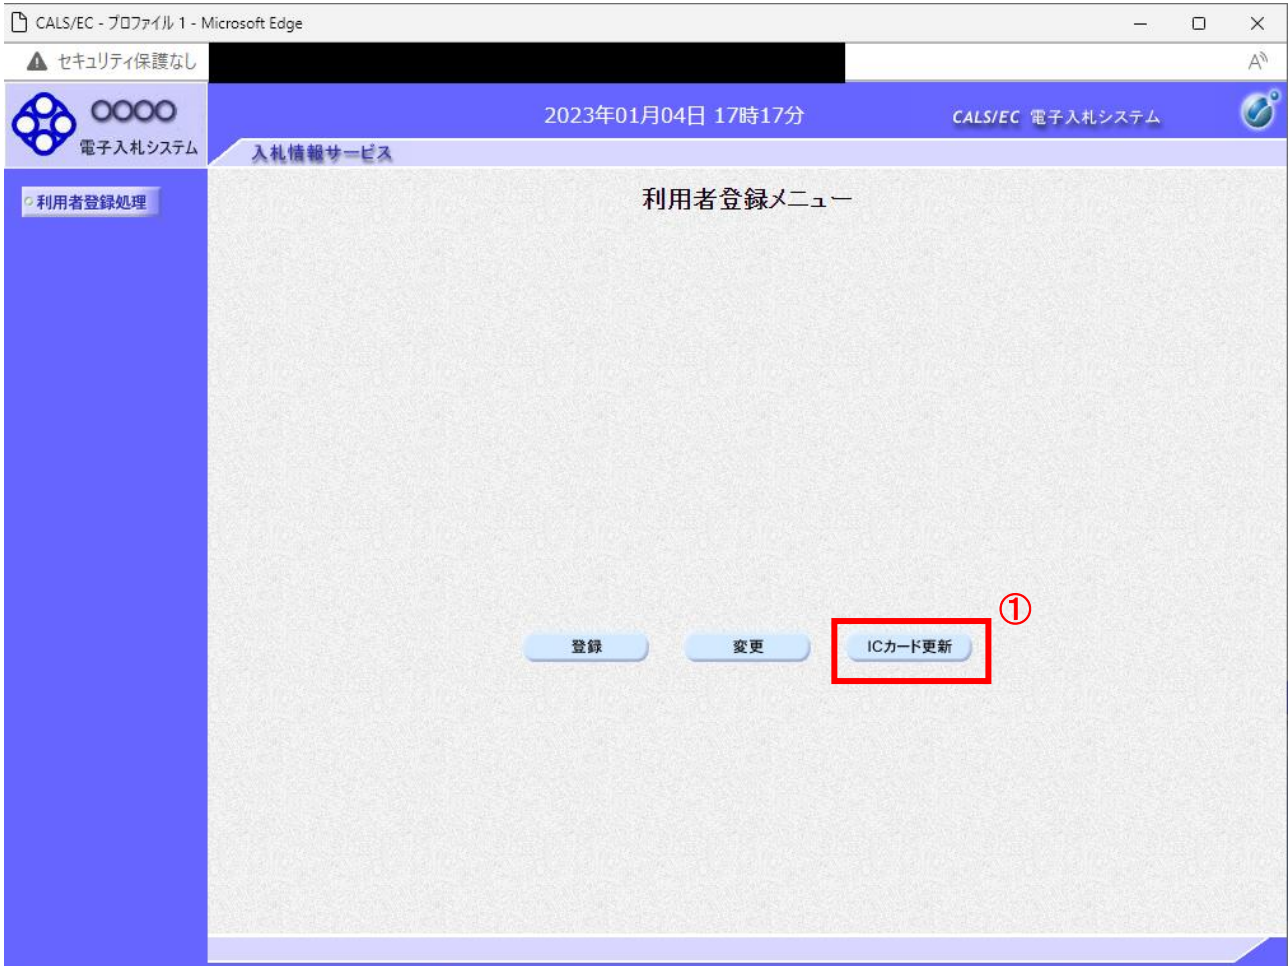 CALS/EC - プロファイル 1 - Microsoft Edge
セキュリティ保護なし
OOOO
電子入札システム
2023年01月04日 17時17分
CALS/EC 電子入札システム
入札情報サービス
利用者登録処理
利用者登録メニュー
①
登録
変更
ICカード更新